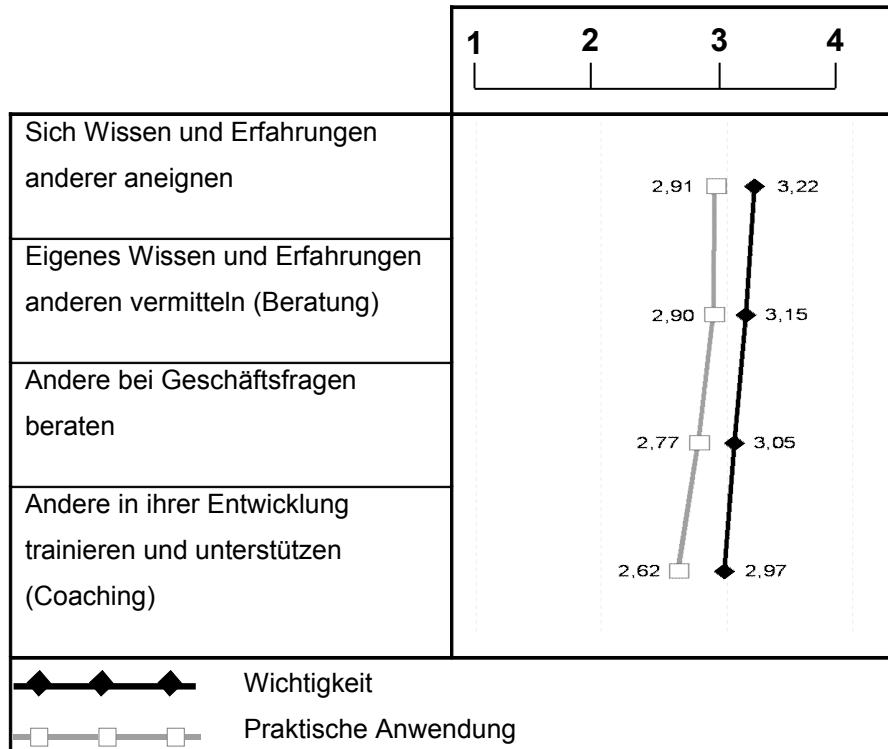 1 2 3 4
Sich Wissen und Erfahrungen
anderer aneignen
2,91 3,22
Eigenes Wissen und Erfahrungen
anderen vermitteln (Beratung)
2,90 3,15
Andere bei Geschäftsfragen
beraten
2,77 3,05
Andere in ihrer Entwicklung
trainieren und unterstützen
(Coaching)
2,62 2,97
Wichtigkeit
Praktische Anwendung